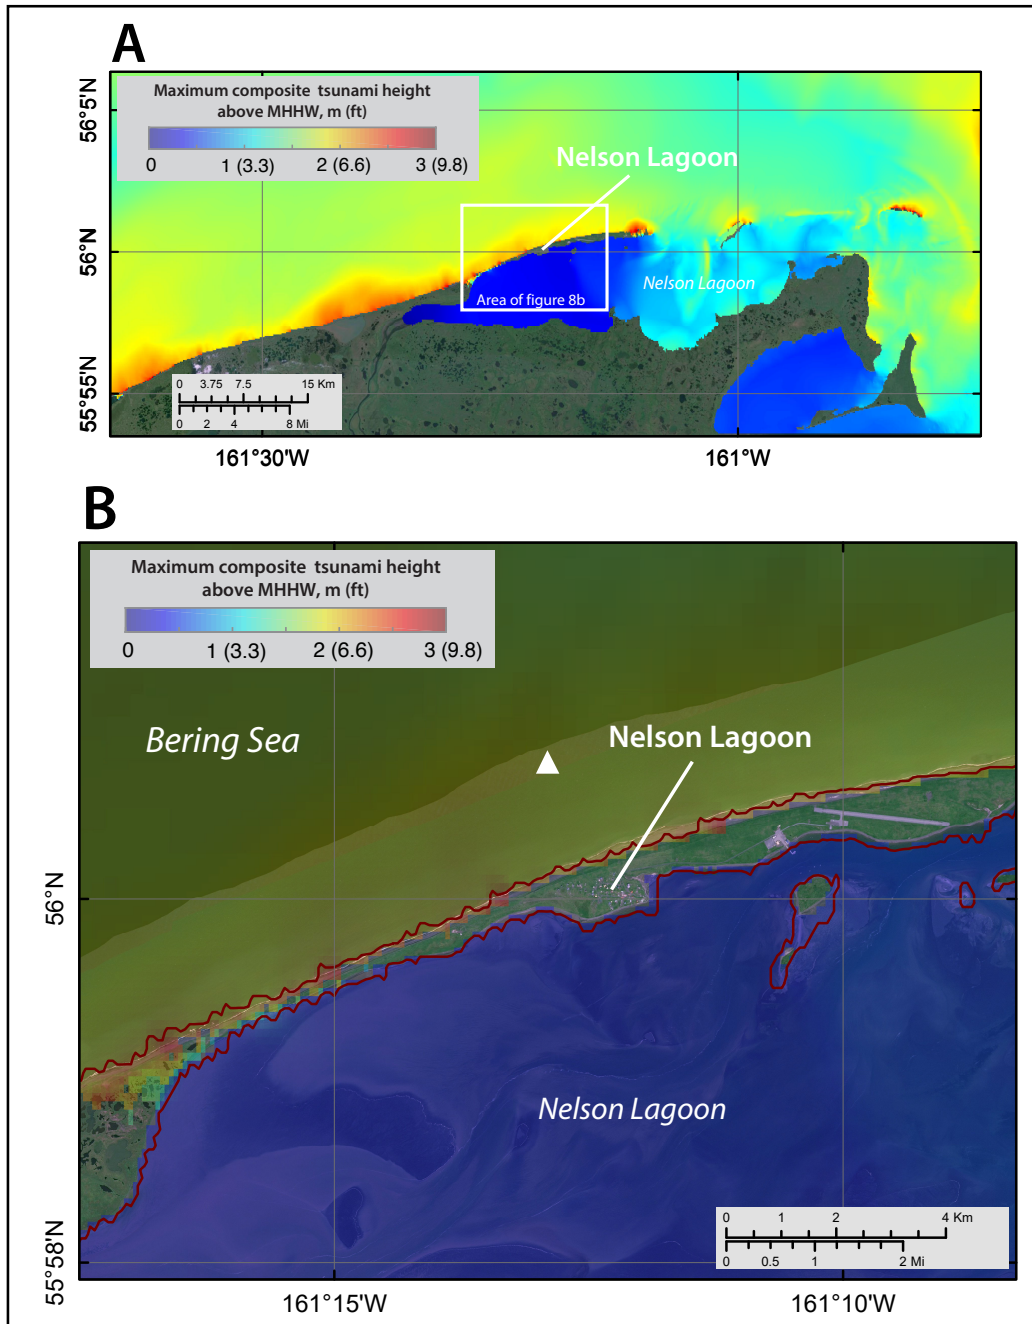 A
Maximum composite tsunami height
above MHHW, m (ft)
0 1 (3.3) 2 (6.6) 3 (9.8)
Nelson Lagoon
Nelson Lagoon
Area of figure 8b
0 3.75 7.5 15 Km
0 2 4 8 Mi
56°5'N
56°N
55°55'N
161°30'W 161°W
B
Maximum composite tsunami height
above MHHW, m (ft)
0 1 (3.3) 2 (6.6) 3 (9.8)
Bering Sea
Nelson Lagoon
Nelson Lagoon
0 1 2 4 Km
0 0.5 1 2 Mi
56°N
55°58'N
161°15'W 161°10'W